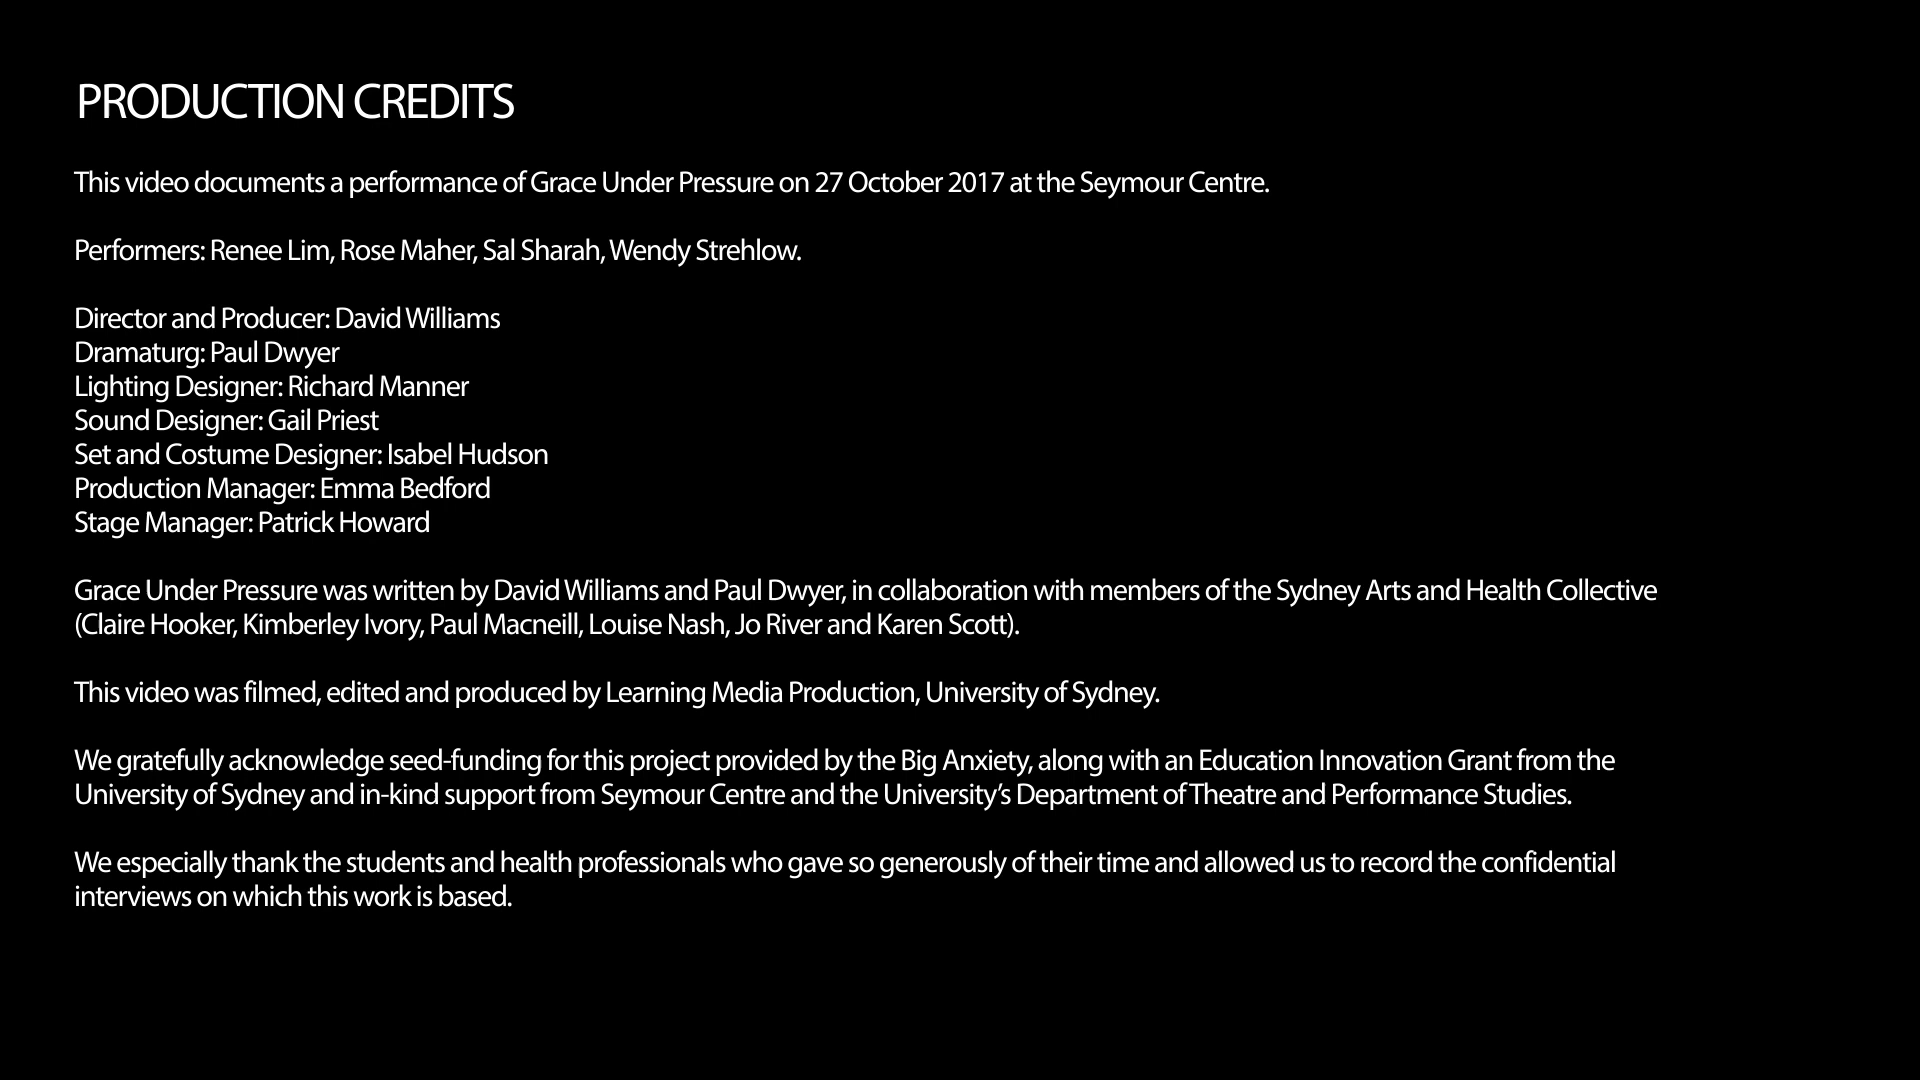 PRODUCTION CREDITS
This video documents a performance of Grace Under Pressure on 27 October 2017 at the Seymour Centre.
Performers: Renee Lim, Rose Maher, Sal Sharah, Wendy Strehlow.
Director and Producer: David Williams
Dramaturg: Paul Dwyer
Lighting Designer: Richard Manner
Sound Designer: Gail Priest
Set and Costume Designer: Isabel Hudson
Production Manager: Emma Bedford
Stage Manager: Patrick Howard
Grace Under Pressure was written by David Williams and Paul Dwyer, in collaboration with members of the Sydney Arts and Health Collective
(Claire Hooker, Kimberley Ivory, Paul Macneill, Louise Nash, Jo River and Karen Scott).
This video was filmed, edited and produced by Learning Media Production, University of Sydney.
We gratefully acknowledge seed-funding for this project provided by the Big Anxiety, along with an Education Innovation Grant from the
University of Sydney and in-kind support from Seymour Centre and the University’s Department of Theatre and Performance Studies.
We especially thank the students and health professionals who gave so generously of their time and allowed us to record the confidential
interviews on which this work is based.